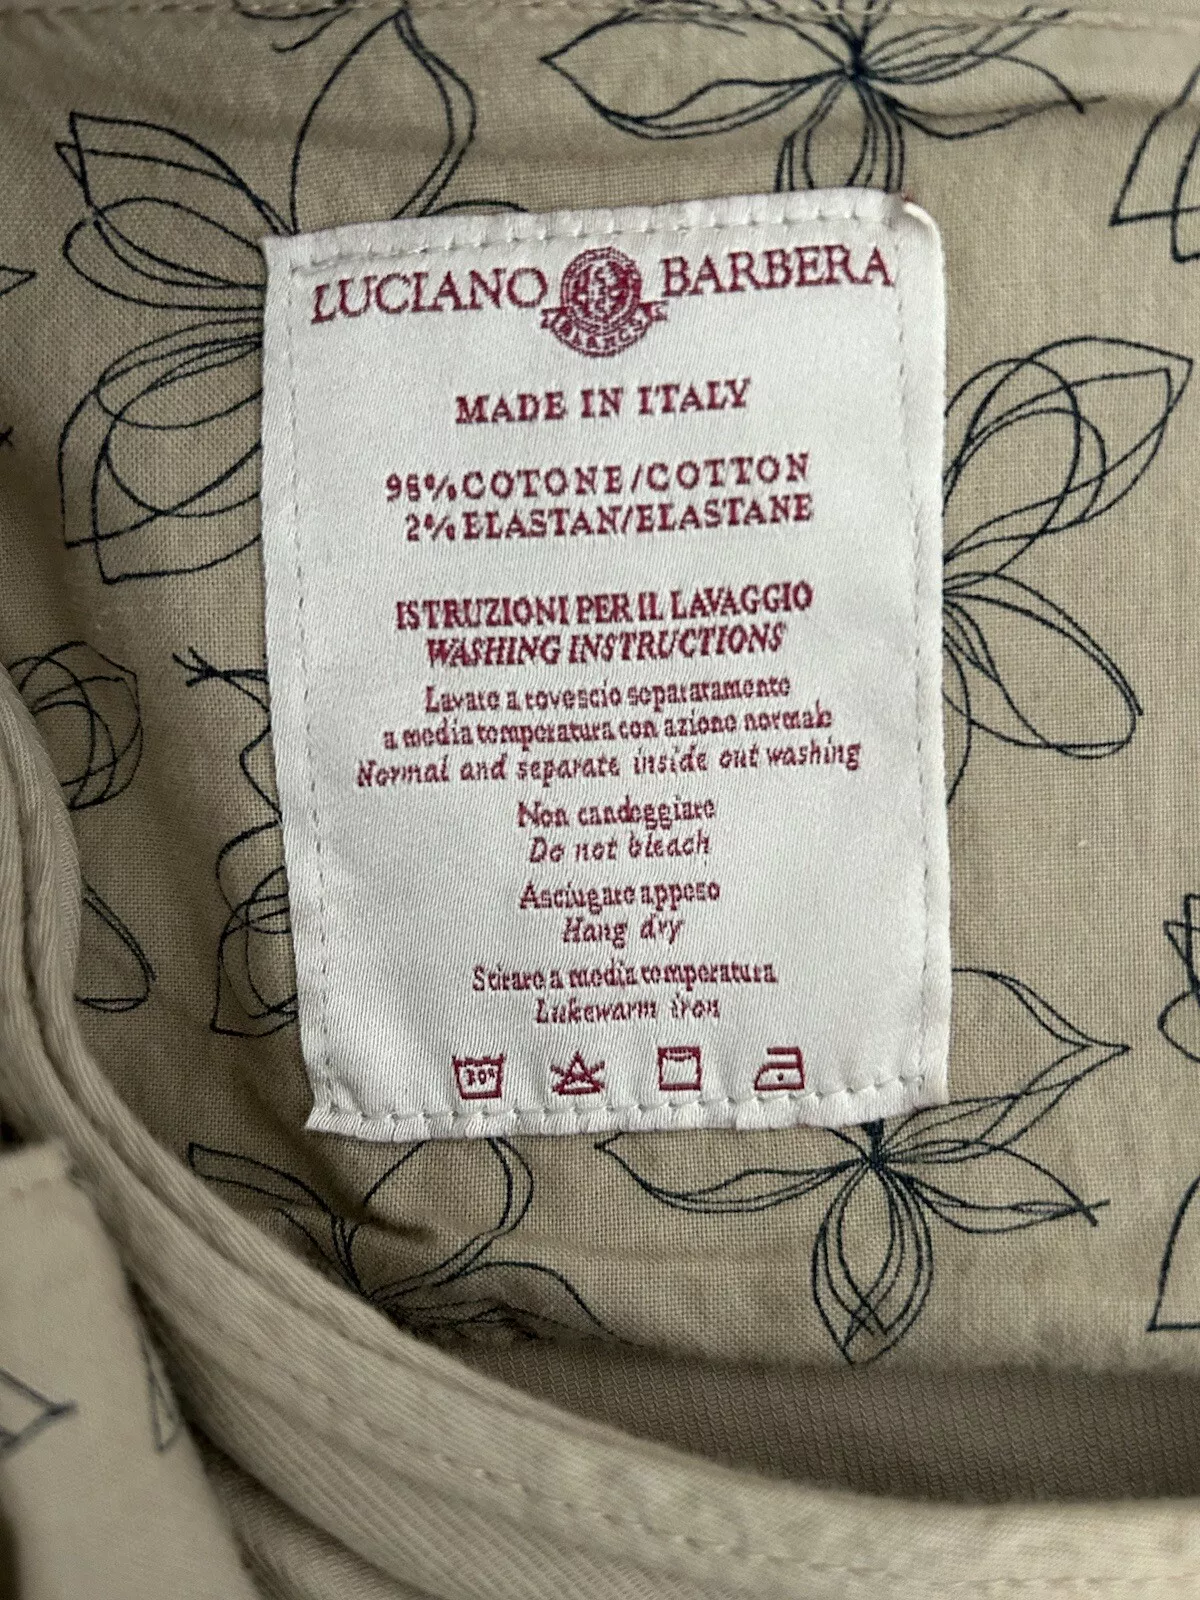 LUCIANO BARBERA
MADE IN ITALY
98% COTONE/COTTON
2% ELASTAN/ELASTANE
ISTRUZIONI PER IL LAVAGGIO
WASHING INSTRUCTIONS
Lavare a rovescio separatamente
a media temperatura con azione normale
Normal and separate inside out washing
Non candeggiare
Do not bleach
Asciugare appeso
Hang dry
Stirare a media temperatura
Lukewarm iron
30°